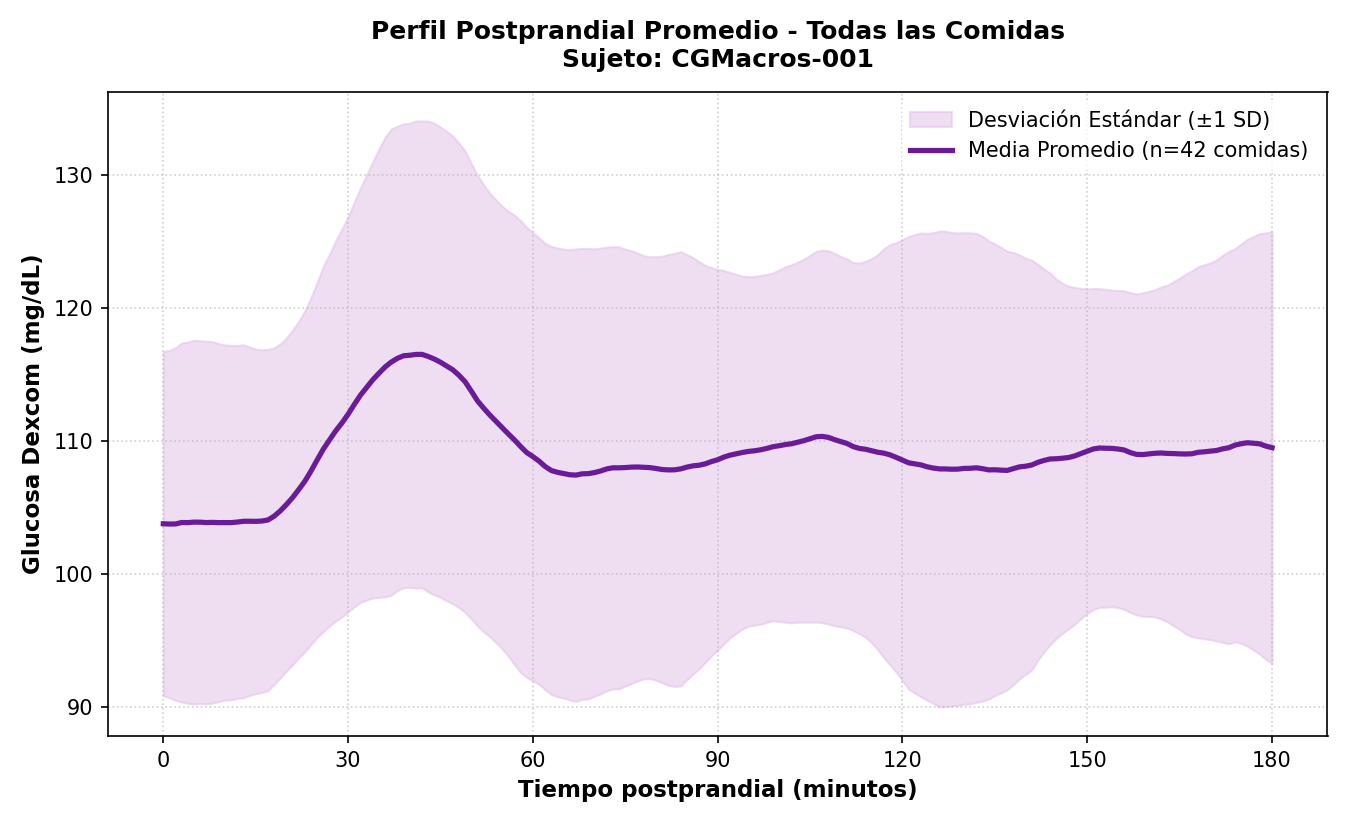 Perfil Postprandial Promedio - Todas las Comidas
Sujeto: CGMacros-001
Desviación Estándar (±1 SD)
Media Promedio (n=42 comidas)
Glucosa Dexcom (mg/dL)
130
120
110
100
90
0 30 60 90 120 150 180
Tiempo postprandial (minutos)